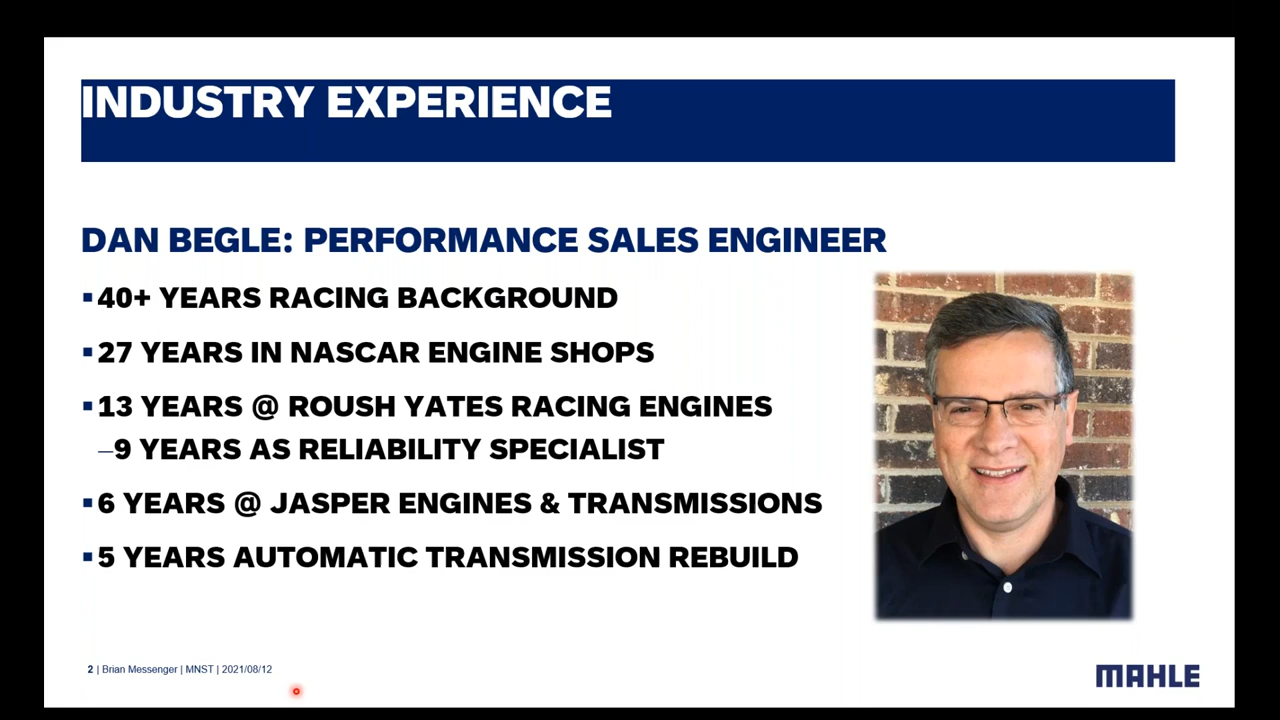 INDUSTRY EXPERIENCE
DAN BEGLE: PERFORMANCE SALES ENGINEER
▪40+ YEARS RACING BACKGROUND
▪27 YEARS IN NASCAR ENGINE SHOPS
▪13 YEARS @ ROUSH YATES RACING ENGINES
–9 YEARS AS RELIABILITY SPECIALIST
▪6 YEARS @ JASPER ENGINES & TRANSMISSIONS
▪5 YEARS AUTOMATIC TRANSMISSION REBUILD
2 | Brian Messenger | MNST | 2021/08/12
MAHLE